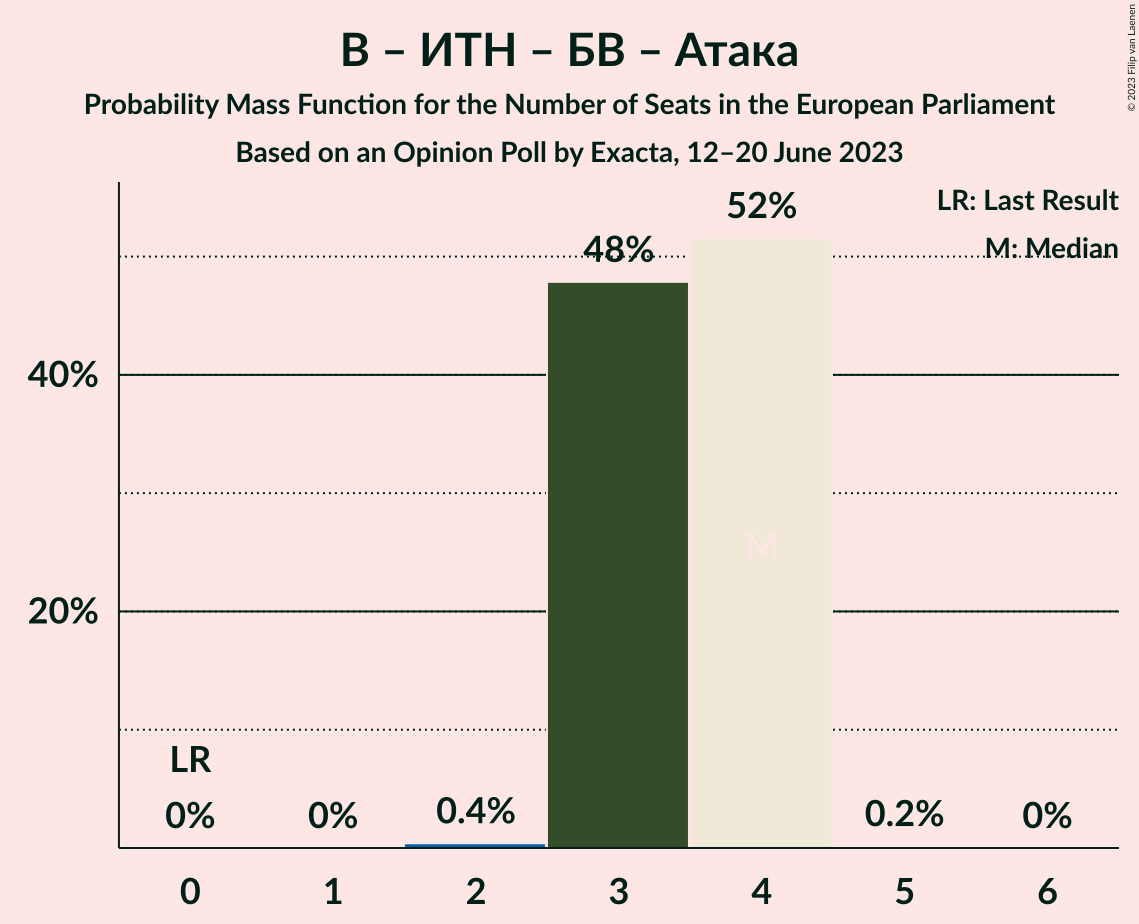 В – ИТН – БВ – Атака
Probability Mass Function for the Number of Seats in the European Parliament
Based on an Opinion Poll by Exacta, 12–20 June 2023
© 2023 Filip van Laenen
LR: Last Result
M: Median
52%
48%
40%
20%
M
LR
0%
0%
0.4%
0.2%
0%
0
1
2
3
4
5
6